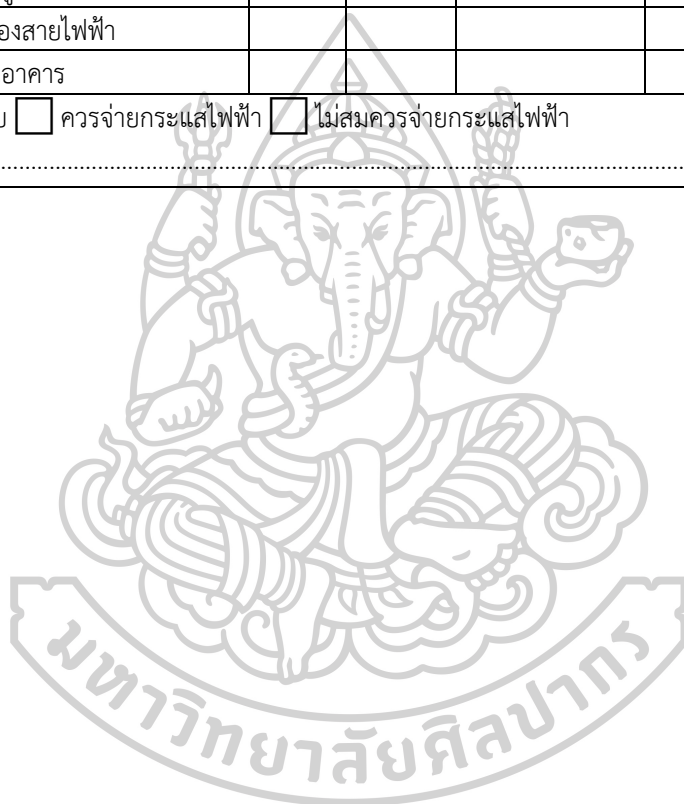 องสายไฟฟ้า
อาคาร
ควรจ่ายกระแสไฟฟ้า ไม่สมควรจ่ายกระแสไฟฟ้า
มหาวิทยาลัยศิลปากร